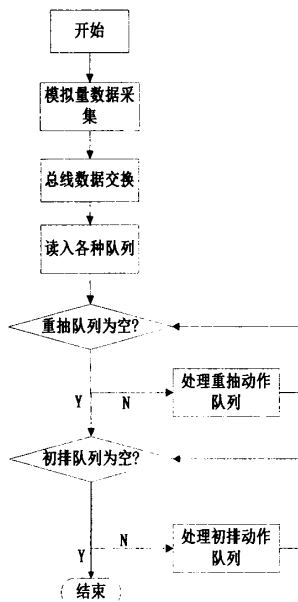 开始
模拟量数据采
集
总线数据交换
读入各种队列
重抽队列为空?
Y
N
处理重抽动作
队列
初排队列为空?
N
Y
处理初排动作
队列
结束